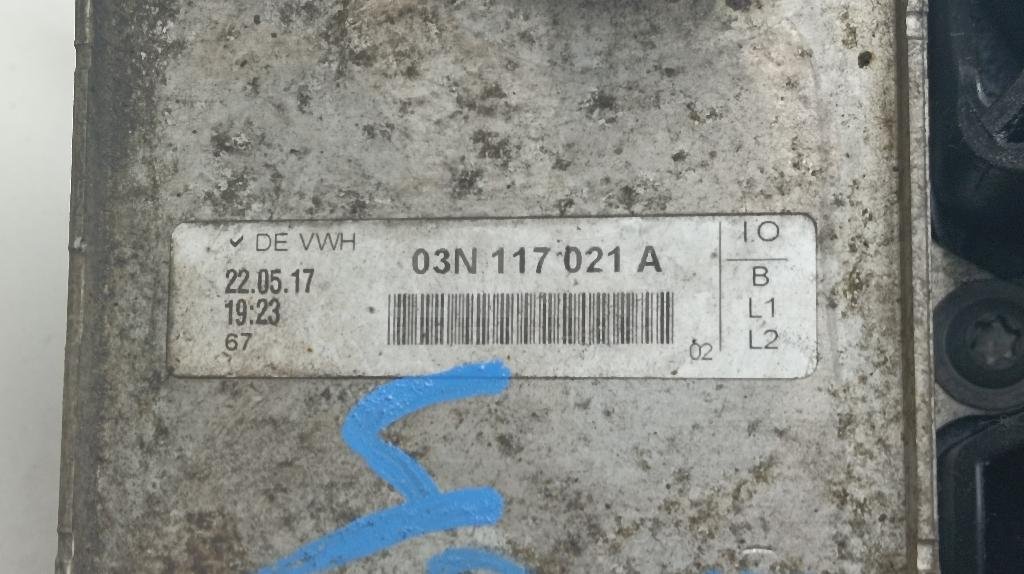 ✓ DE VWH
22.05.17
19:23
67
03N 117 021 A
02
I.O
B
L1
L2